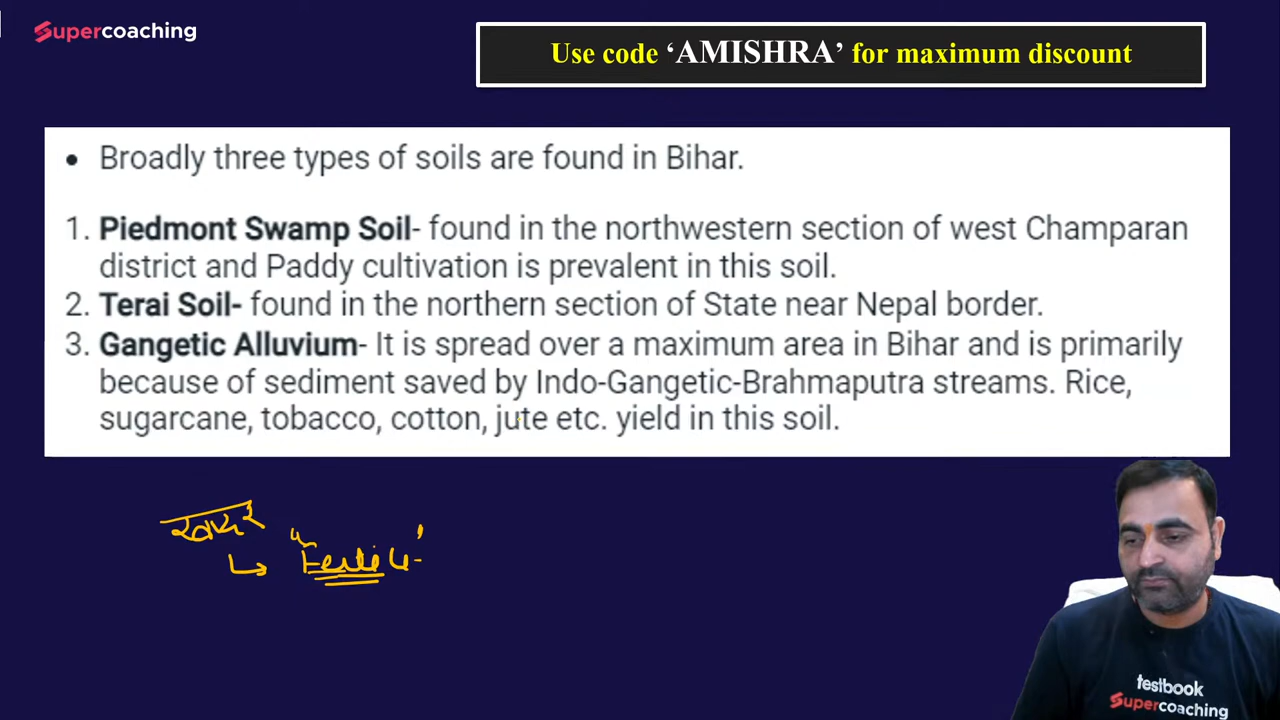 Supercoaching
Use code ‘AMISHRA’ for maximum discount
• Broadly three types of soils are found in Bihar.
1. Piedmont Swamp Soil- found in the northwestern section of west Champaran
district and Paddy cultivation is prevalent in this soil.
2. Terai Soil- found in the northern section of State near Nepal border.
3. Gangetic Alluvium- It is spread over a maximum area in Bihar and is primarily
because of sediment saved by Indo-Gangetic-Brahmaputra streams. Rice,
sugarcane, tobacco, cotton, jute etc. yield in this soil.
testbook
Supercoaching